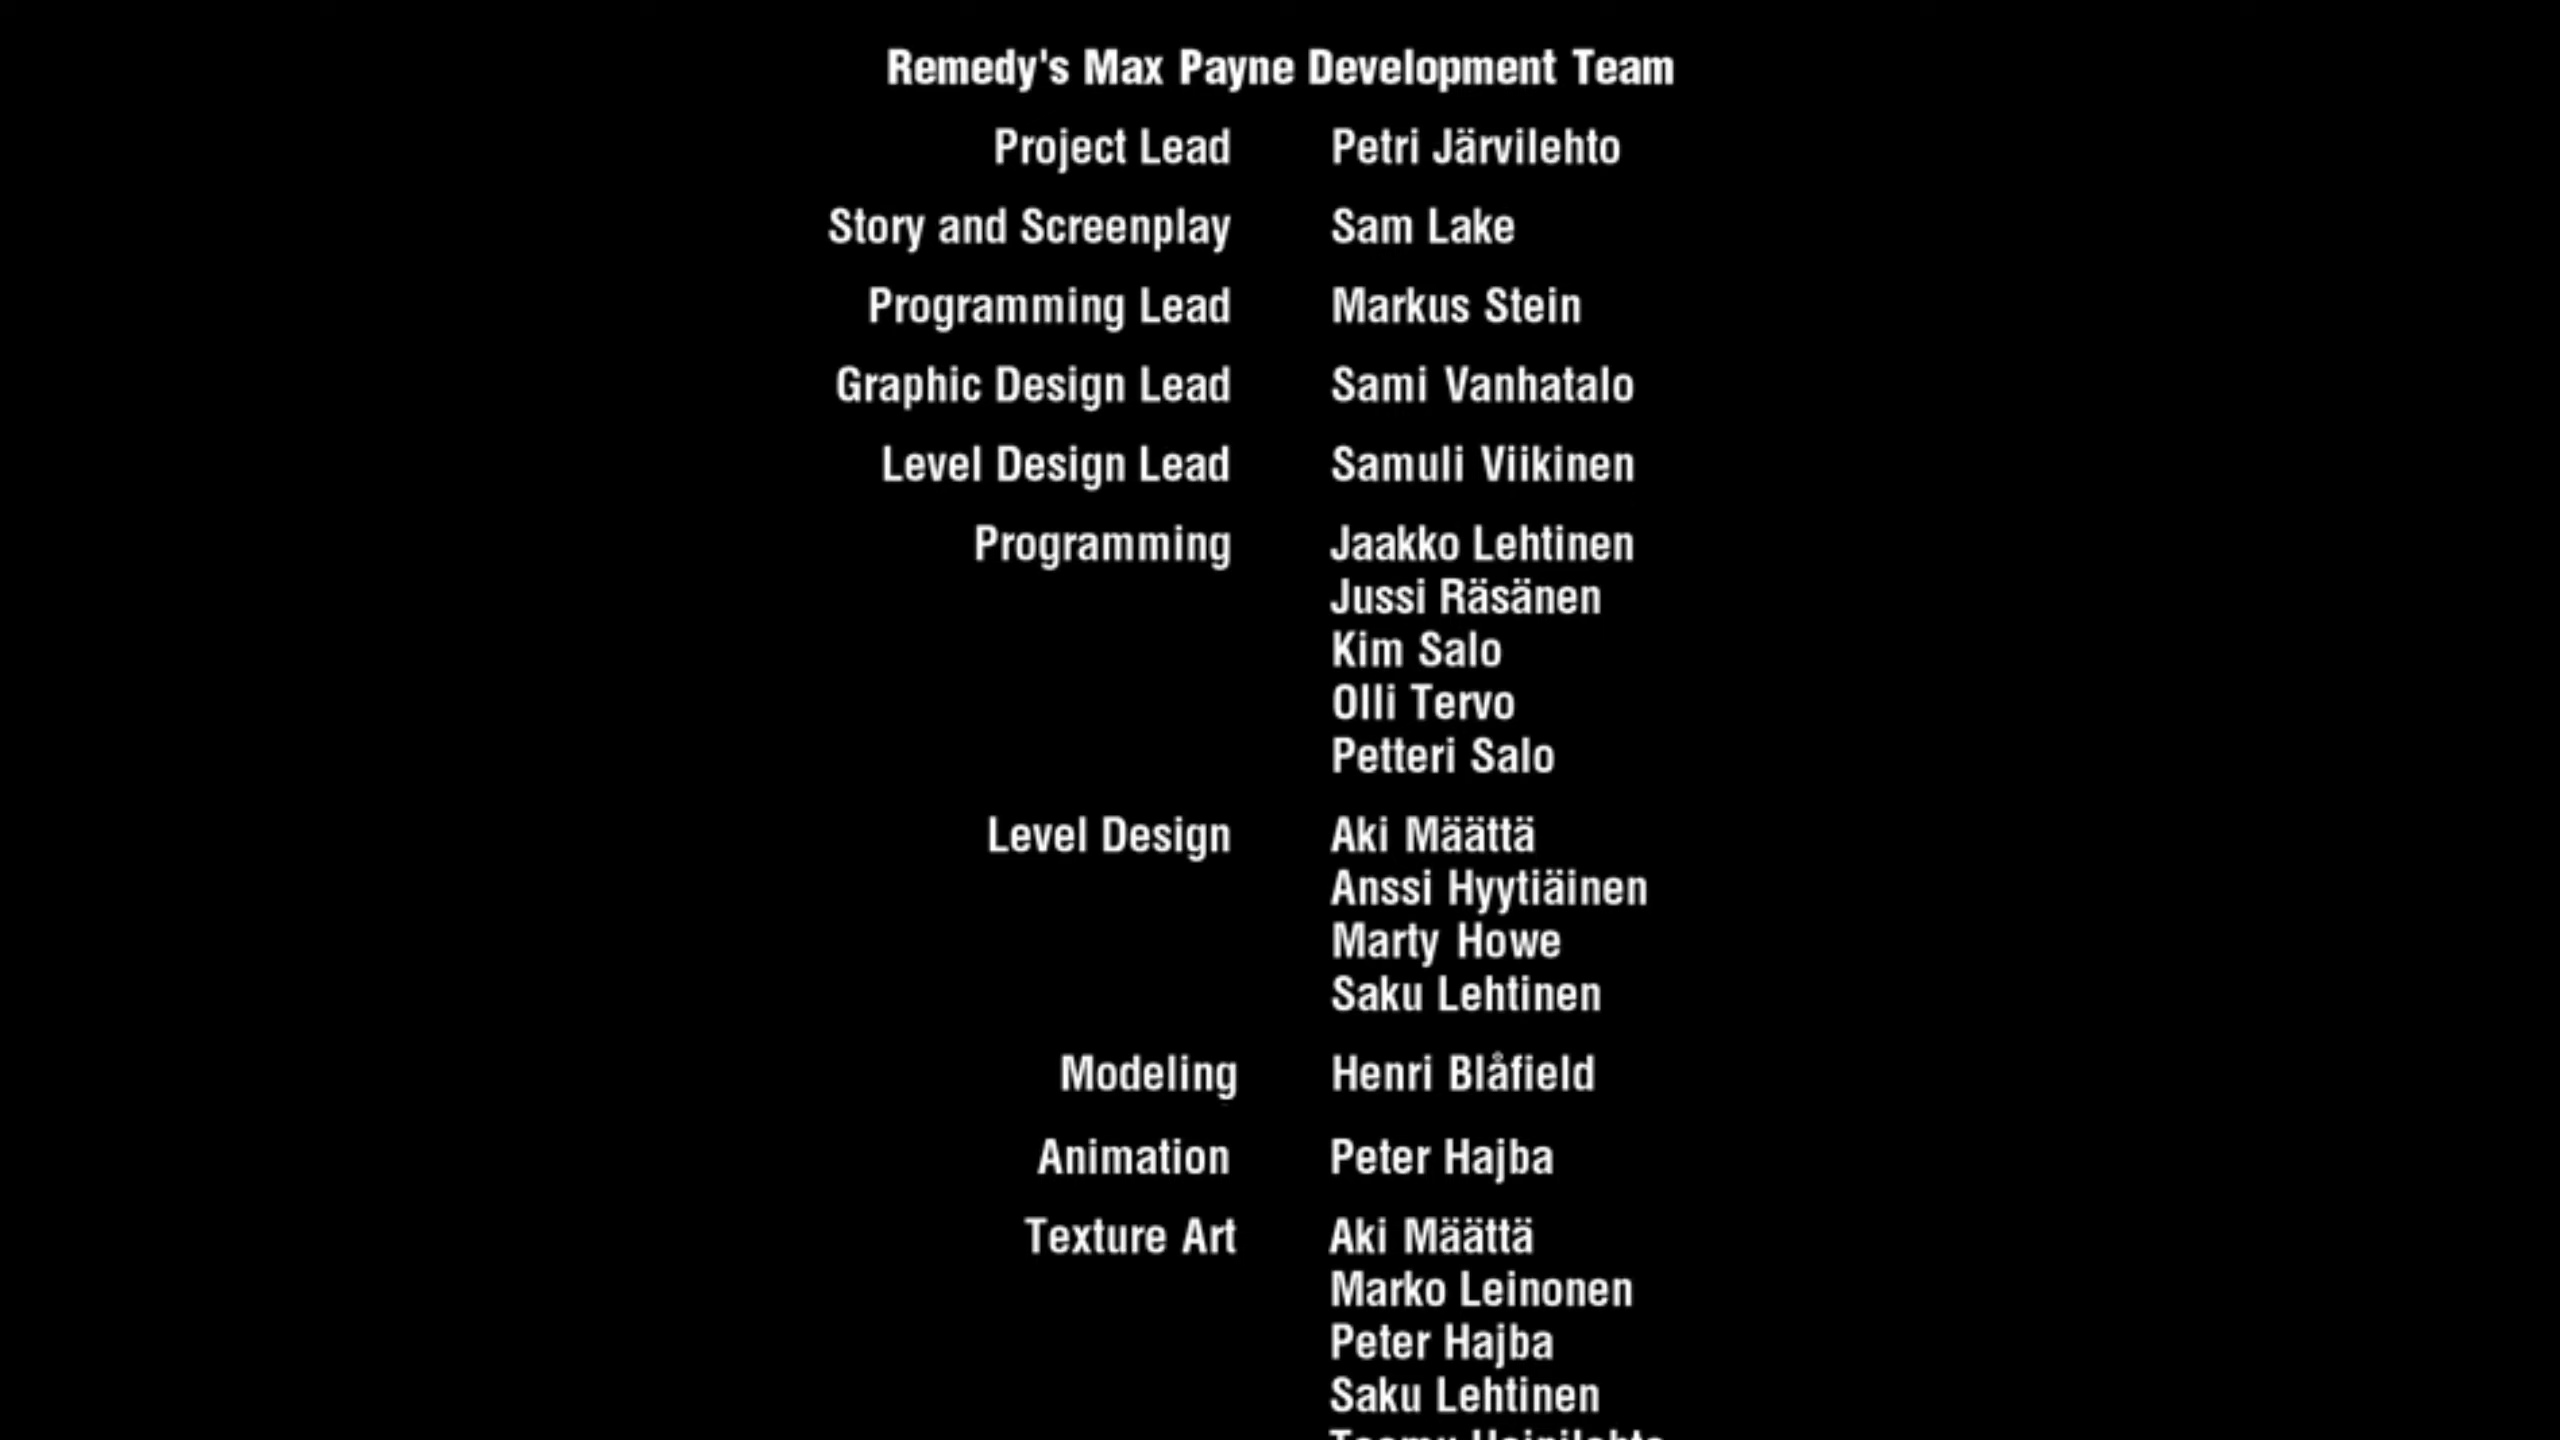 Remedy's Max Payne Development Team
Project Lead Petri Järvilehto
Story and Screenplay Sam Lake
Programming Lead Markus Stein
Graphic Design Lead Sami Vanhatalo
Level Design Lead Samuli Viikinen
Programming Jaakko Lehtinen
Jussi Räsänen
Kim Salo
Olli Tervo
Petteri Salo
Level Design Aki Määttä
Anssi Hyytiäinen
Marty Howe
Saku Lehtinen
Modeling Henri Blåfield
Animation Peter Hajba
Texture Art Aki Määttä
Marko Leinonen
Peter Hajba
Saku Lehtinen